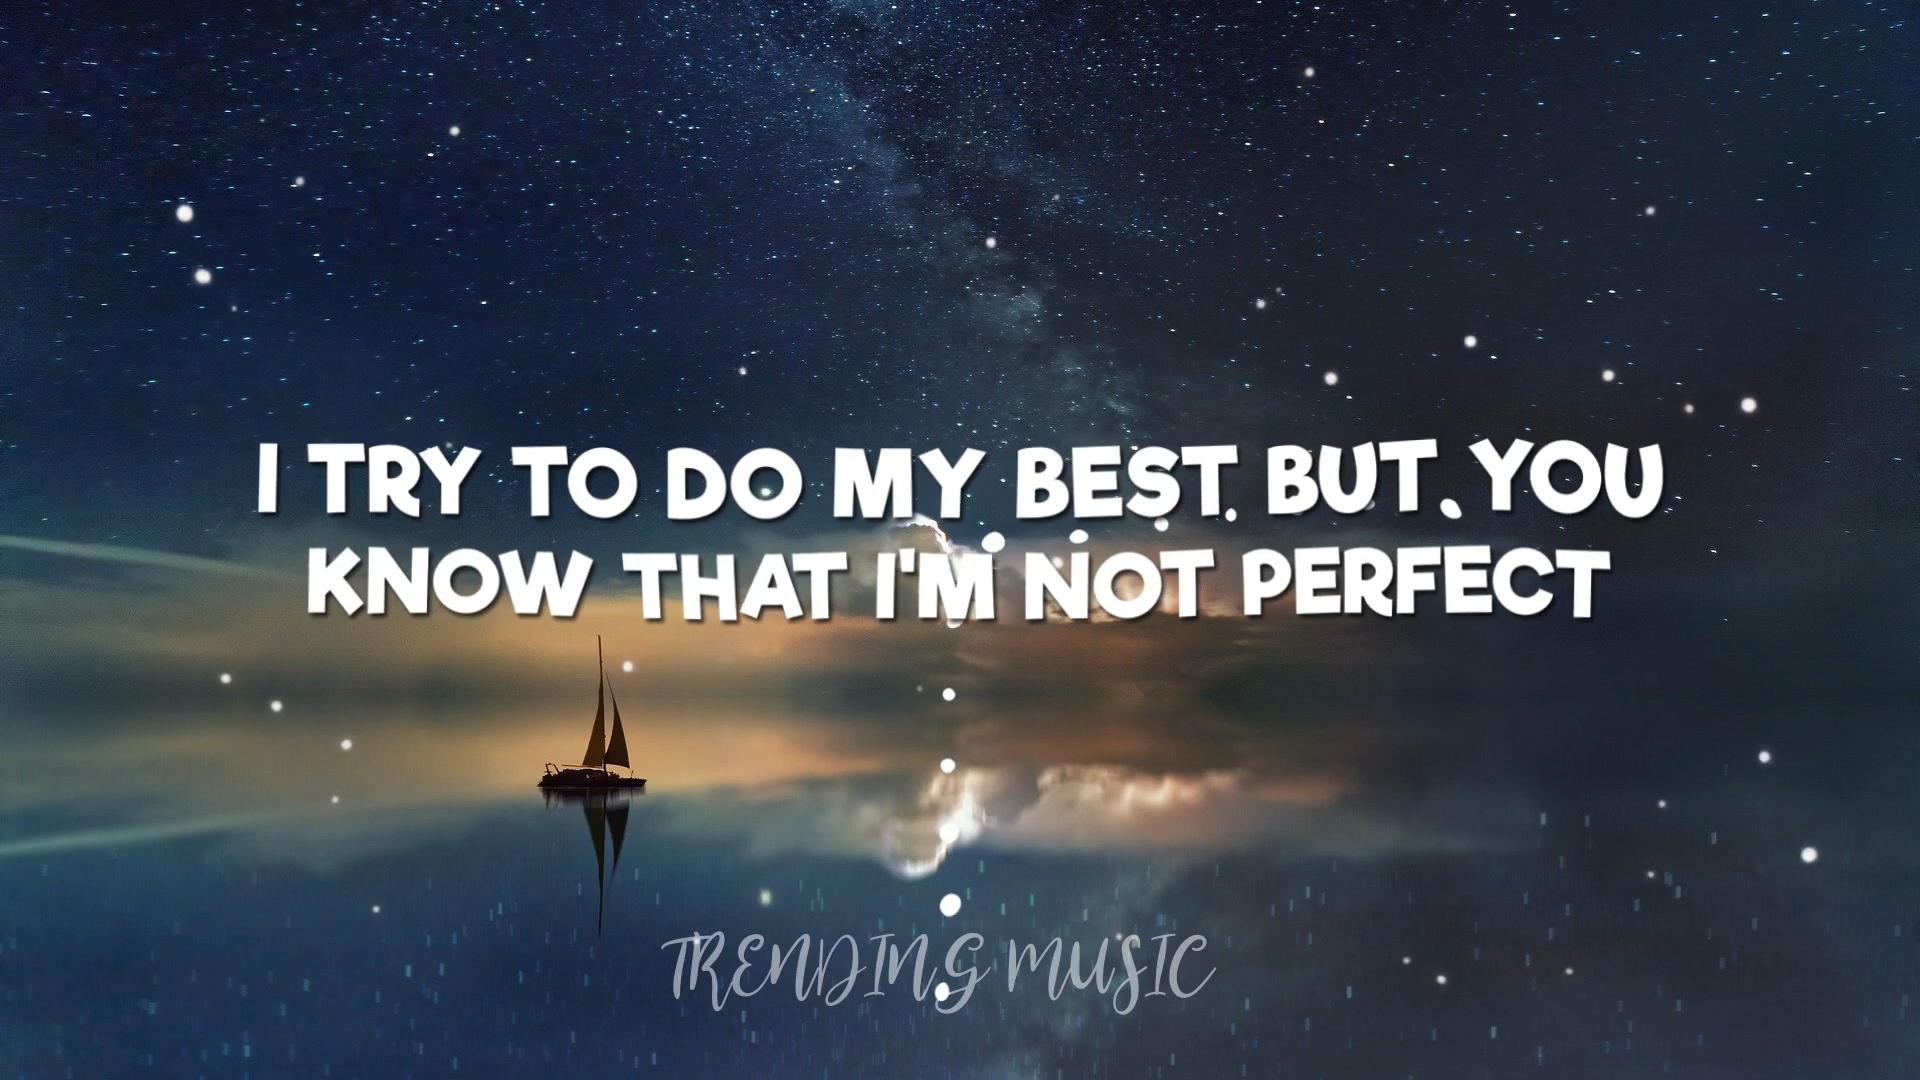 I TRY TO DO MY BEST BUT YOU
KNOW THAT I'M NOT PERFECT
TRENDING MUSIC